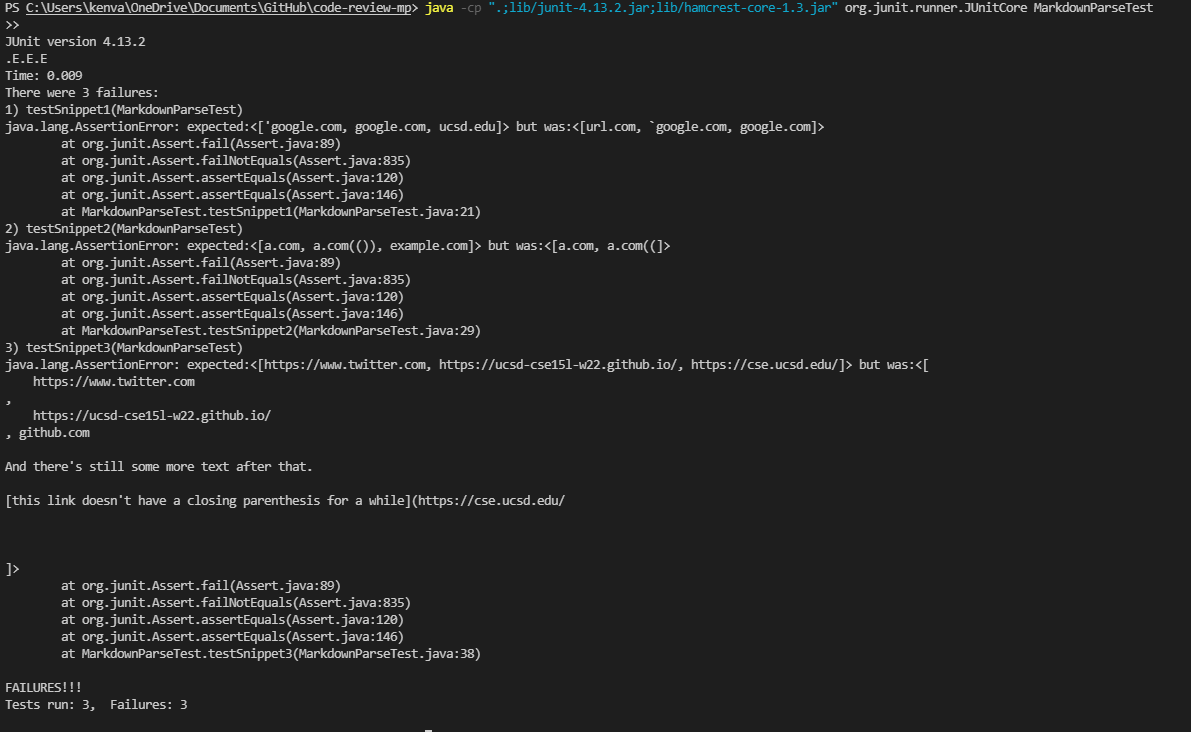 PS C:\Users\kenva\OneDrive\Documents\GitHub\code-review-mp> java -cp ".;lib/junit-4.13.2.jar;lib/hamcrest-core-1.3.jar" org.junit.runner.JUnitCore MarkdownParseTest
>>
JUnit version 4.13.2
.E.E.E
Time: 0.009
There were 3 failures:
1) testSnippet1(MarkdownParseTest)
java.lang.AssertionError: expected:<['google.com, google.com, ucsd.edu]> but was:<[url.com, `google.com, google.com]>
        at org.junit.Assert.fail(Assert.java:89)
        at org.junit.Assert.failNotEquals(Assert.java:835)
        at org.junit.Assert.assertEquals(Assert.java:120)
        at org.junit.Assert.assertEquals(Assert.java:146)
        at MarkdownParseTest.testSnippet1(MarkdownParseTest.java:21)
2) testSnippet2(MarkdownParseTest)
java.lang.AssertionError: expected:<[a.com, a.com(()), example.com]> but was:<[a.com, a.com((]>
        at org.junit.Assert.fail(Assert.java:89)
        at org.junit.Assert.failNotEquals(Assert.java:835)
        at org.junit.Assert.assertEquals(Assert.java:120)
        at org.junit.Assert.assertEquals(Assert.java:146)
        at MarkdownParseTest.testSnippet2(MarkdownParseTest.java:29)
3) testSnippet3(MarkdownParseTest)
java.lang.AssertionError: expected:<[https://www.twitter.com, https://ucsd-cse15l-w22.github.io/, https://cse.ucsd.edu/]> but was:<[
    https://www.twitter.com
,
    https://ucsd-cse15l-w22.github.io/
, github.com

And there's still some more text after that.

[this link doesn't have a closing parenthesis for a while](https://cse.ucsd.edu/



]>
        at org.junit.Assert.fail(Assert.java:89)
        at org.junit.Assert.failNotEquals(Assert.java:835)
        at org.junit.Assert.assertEquals(Assert.java:120)
        at org.junit.Assert.assertEquals(Assert.java:146)
        at MarkdownParseTest.testSnippet3(MarkdownParseTest.java:38)

FAILURES!!!
Tests run: 3,  Failures: 3